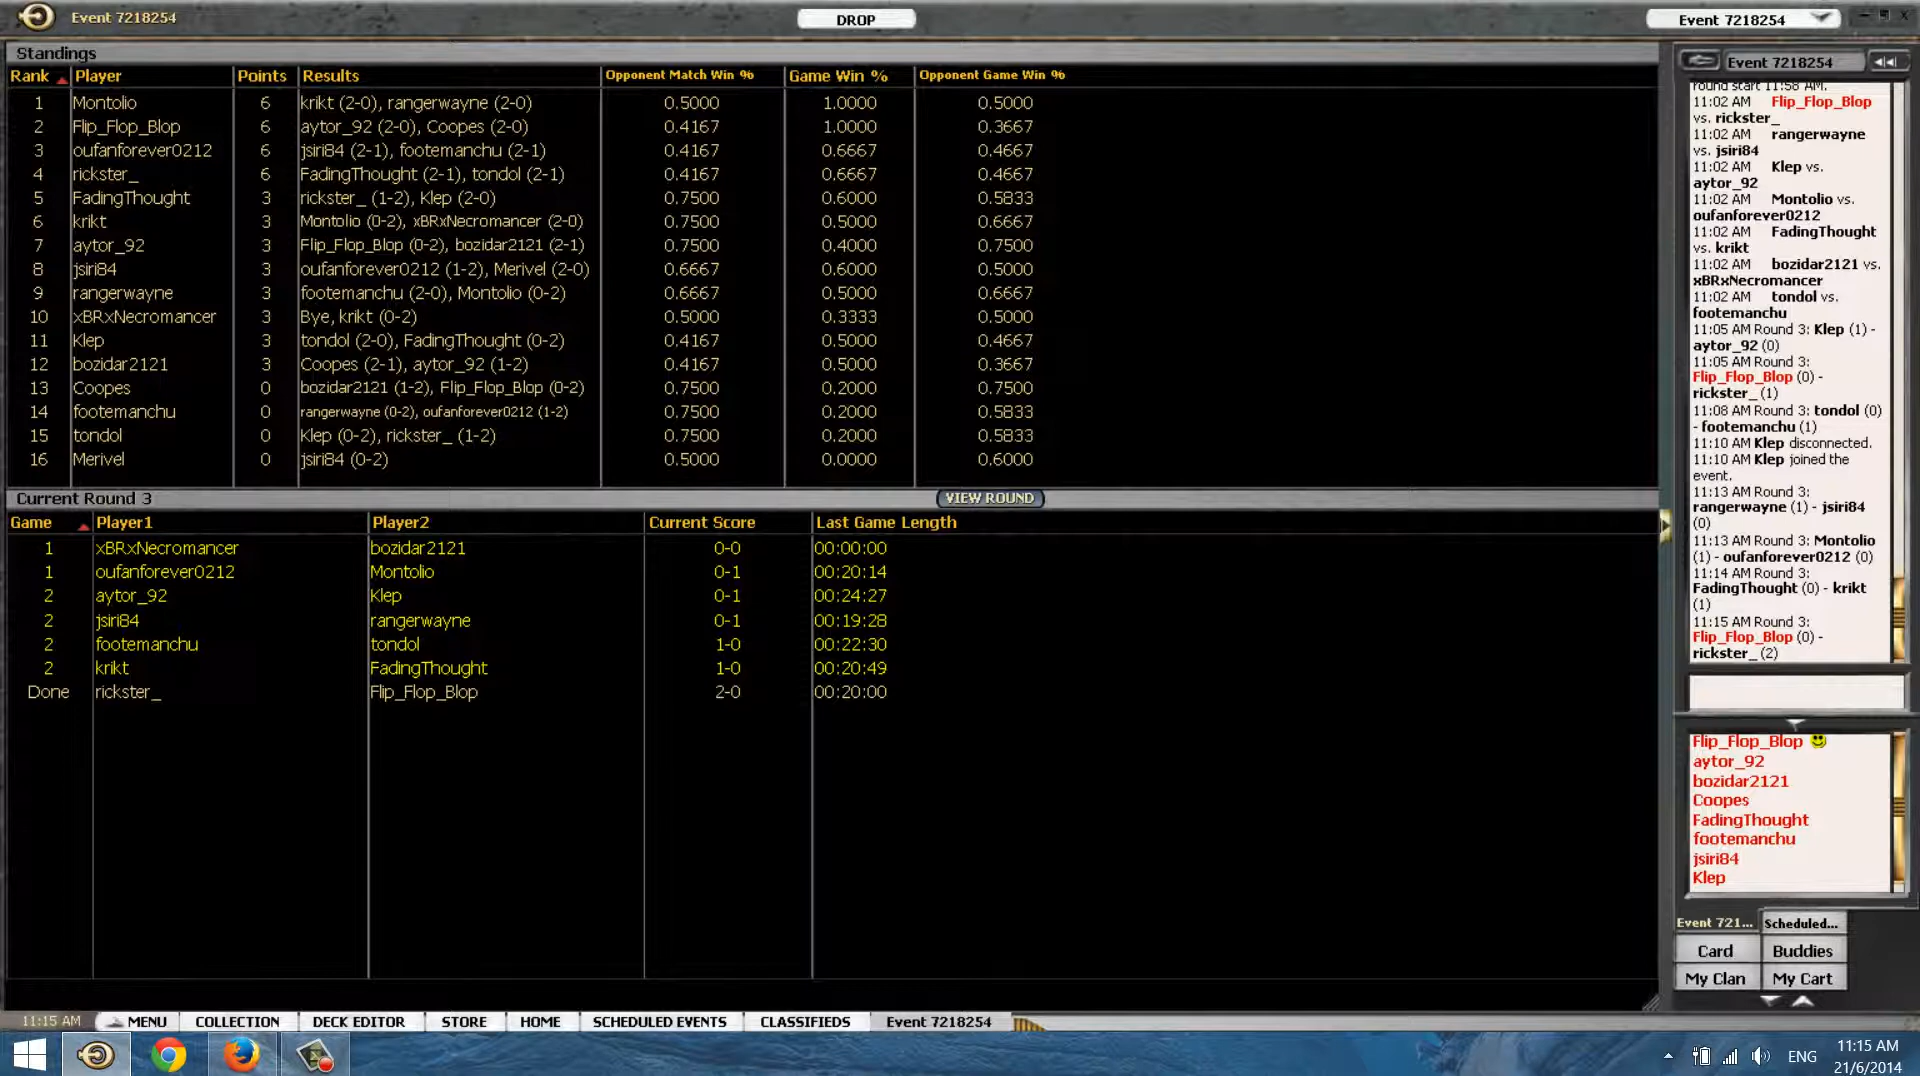 Event 7218254
DROP
Event 7218254
Standings
Rank Player Points Results Opponent Match Win % Game Win % Opponent Game Win %
1 Montolio 6 krikt (2-0), rangerwayne (2-0) 0.5000 1.0000 0.5000
2 Flip_Flop_Blop 6 aytor_92 (2-0), Coopes (2-0) 0.4167 1.0000 0.3667
3 oufanforever0212 6 jsiri84 (2-1), footemanchu (2-1) 0.4167 0.6667 0.4667
4 rickster_ 6 FadingThought (2-1), tondol (2-1) 0.4167 0.6667 0.4667
5 FadingThought 3 rickster_ (1-2), Klep (2-0) 0.7500 0.6000 0.5833
6 krikt 3 Montolio (0-2), xBRxNecromancer (2-0) 0.7500 0.5000 0.6667
7 aytor_92 3 Flip_Flop_Blop (0-2), bozidar2121 (2-1) 0.7500 0.4000 0.7500
8 jsiri84 3 oufanforever0212 (1-2), Merivel (2-0) 0.6667 0.6000 0.5000
9 rangerwayne 3 footemanchu (2-0), Montolio (0-2) 0.6667 0.5000 0.6667
10 xBRxNecromancer 3 Bye, krikt (0-2) 0.5000 0.3333 0.5000
11 Klep 3 tondol (2-0), FadingThought (0-2) 0.4167 0.5000 0.4667
12 bozidar2121 3 Coopes (2-1), aytor_92 (1-2) 0.4167 0.5000 0.3667
13 Coopes 0 bozidar2121 (1-2), Flip_Flop_Blop (0-2) 0.7500 0.2000 0.7500
14 footemanchu 0 rangerwayne (0-2), oufanforever0212 (1-2) 0.7500 0.2000 0.5833
15 tondol 0 Klep (0-2), rickster_ (1-2) 0.7500 0.2000 0.5833
16 Merivel 0 jsiri84 (0-2) 0.5000 0.0000 0.6000
Current Round 3
VIEW ROUND
Game Player1 Player2 Current Score Last Game Length
1 xBRxNecromancer bozidar2121 0-0 00:00:00
1 oufanforever0212 Montolio 0-1 00:20:14
2 aytor_92 Klep 0-1 00:24:27
2 jsiri84 rangerwayne 0-1 00:19:28
2 footemanchu tondol 1-0 00:22:30
2 krikt FadingThought 1-0 00:20:49
Done rickster_ Flip_Flop_Blop 2-0 00:20:00
Event 7218254
round start 11:58 AM.
11:02 AM Flip_Flop_Blop
vs. rickster_
11:02 AM rangerwayne
vs. jsiri84
11:02 AM Klep vs.
aytor_92
11:02 AM Montolio vs.
oufanforever0212
11:02 AM FadingThought
vs. krikt
11:02 AM bozidar2121 vs.
xBRxNecromancer
11:02 AM tondol vs.
footemanchu
11:05 AM Round 3: Klep (1) -
aytor_92 (0)
11:05 AM Round 3:
Flip_Flop_Blop (0) -
rickster_ (1)
11:08 AM Round 3: tondol (0)
- footemanchu (1)
11:10 AM Klep disconnected.
11:10 AM Klep joined the
event.
11:13 AM Round 3:
rangerwayne (1) - jsiri84
(0)
11:13 AM Round 3: Montolio
(1) - oufanforever0212 (0)
11:14 AM Round 3:
FadingThought (0) - krikt
(1)
11:15 AM Round 3:
Flip_Flop_Blop (0) -
rickster_ (2)
Flip_Flop_Blop
aytor_92
bozidar2121
Coopes
FadingThought
footemanchu
jsiri84
Klep
Event 721... Scheduled...
Card Buddies
My Clan My Cart
11:15 AM MENU COLLECTION DECK EDITOR STORE HOME SCHEDULED EVENTS CLASSIFIEDS Event 7218254
ENG
11:15 AM
21/6/2014